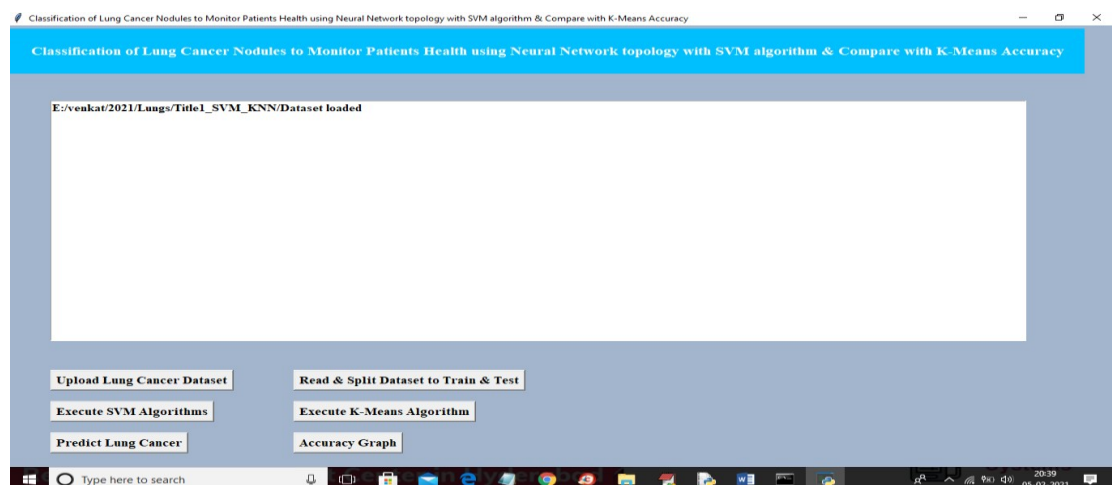 Classification of Lung Cancer Nodules to Monitor Patients Health using Neural Network topology with SVM algorithm & Compare with K-Means Accuracy
Classification of Lung Cancer Nodules to Monitor Patients Health using Neural Network topology with SVM algorithm & Compare with K-Means Accuracy
E:/venkat/2021/Lungs/Title1_SVM_KNN/Dataset loaded
Upload Lung Cancer Dataset
Read & Split Dataset to Train & Test
Execute SVM Algorithms
Execute K-Means Algorithm
Predict Lung Cancer
Accuracy Graph
Type here to search
20:39
05-03-2021